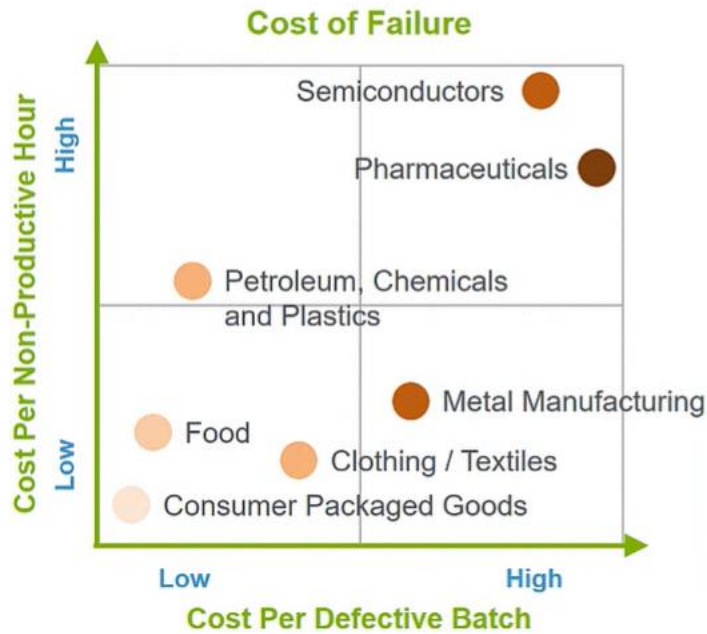 Cost of Failure
Cost Per Non-Productive Hour
High
Low
Semiconductors
Pharmaceuticals
Petroleum, Chemicals
and Plastics
Metal Manufacturing
Food
Clothing / Textiles
Consumer Packaged Goods
Low
High
Cost Per Defective Batch